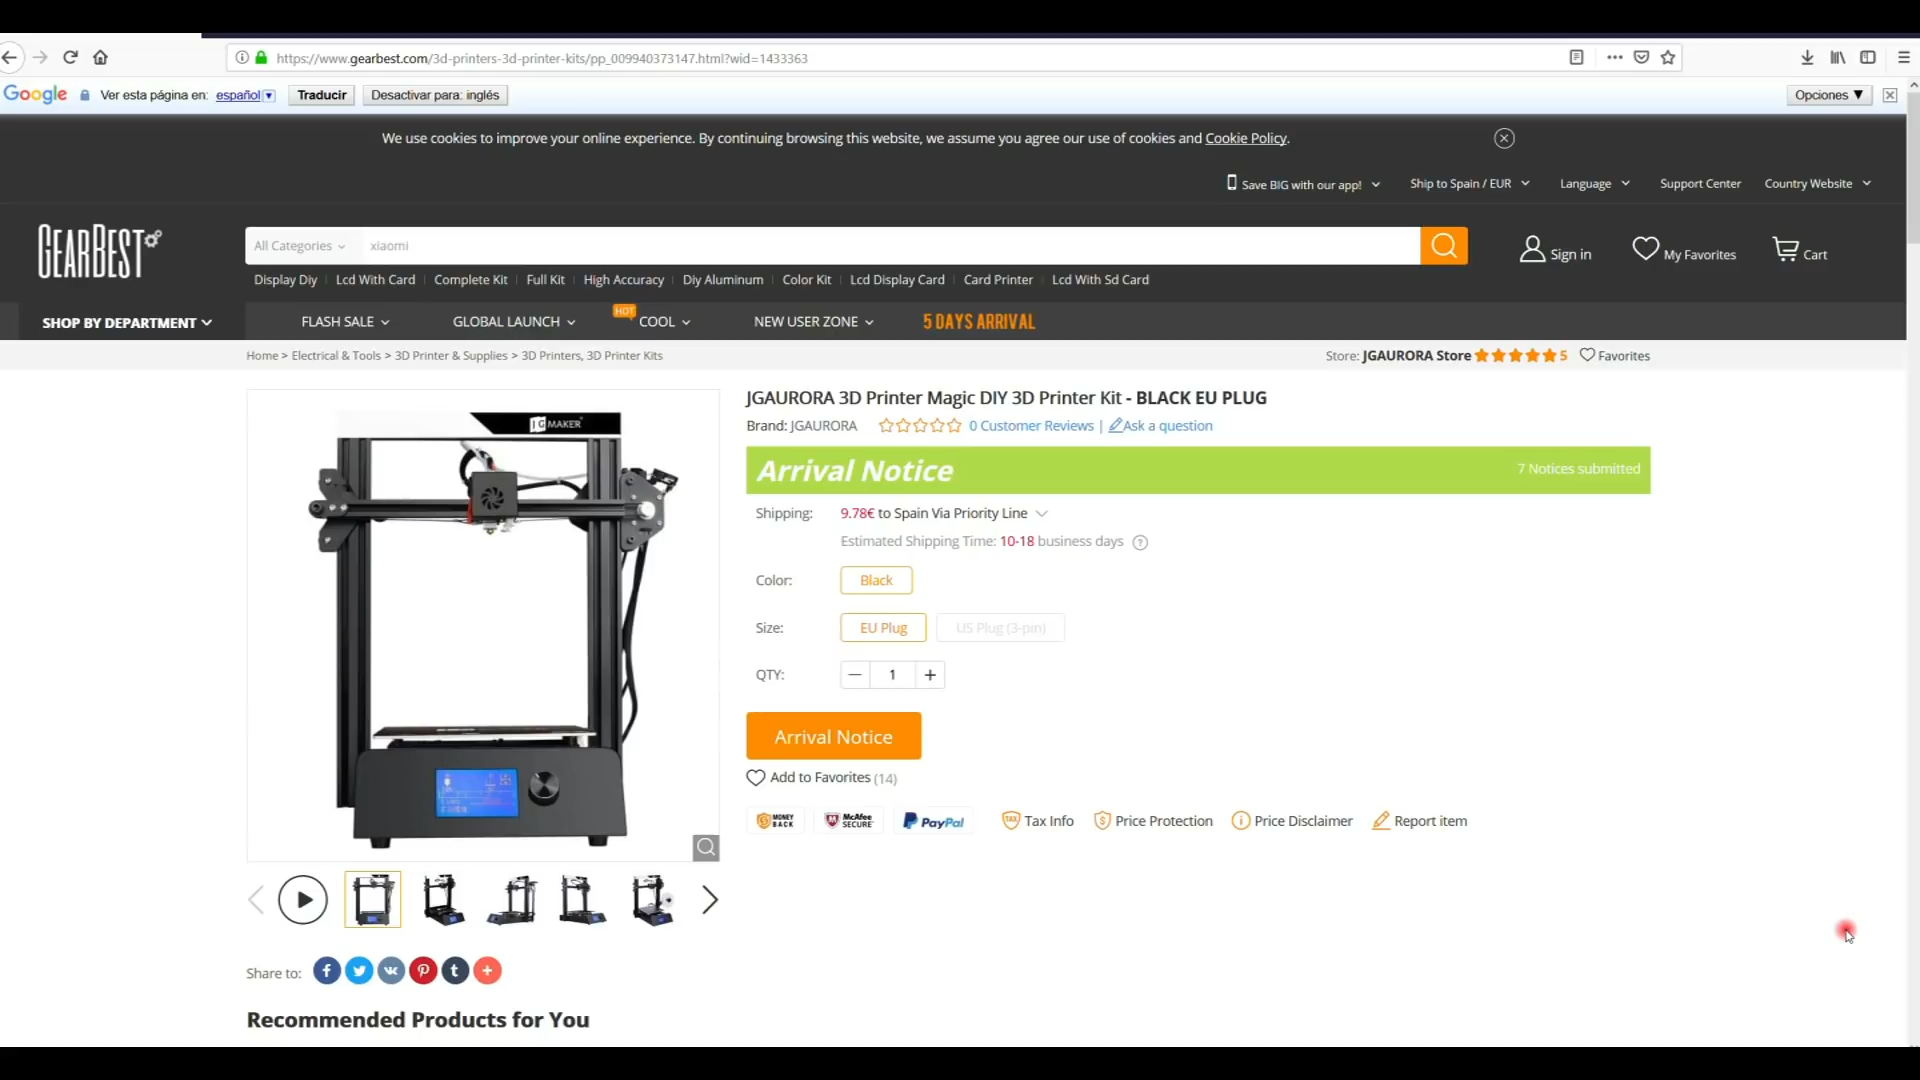 https://www.gearbest.com/3d-printers-3d-printer-kits/pp_009940373147.html?wid=1433363
Google Ver esta página en: español Traducir Desactivar para: inglés Opciones ▼
We use cookies to improve your online experience. By continuing browsing this website, we assume you agree our use of cookies and Cookie Policy.
Save BIG with our app! Ship to Spain / EUR Language Support Center Country Website
GEARBEST
All Categories xiaomi
Sign in My Favorites Cart
Display Diy Lcd With Card Complete Kit Full Kit High Accuracy Diy Aluminum Color Kit Lcd Display Card Card Printer Lcd With Sd Card
SHOP BY DEPARTMENT FLASH SALE GLOBAL LAUNCH HOT COOL NEW USER ZONE 5 DAYS ARRIVAL
Home > Electrical & Tools > 3D Printer & Supplies > 3D Printers, 3D Printer Kits
Store: JGAURORA Store 5 Favorites
JGMAKER
JGAURORA 3D Printer Magic DIY 3D Printer Kit - BLACK EU PLUG
Brand: JGAURORA 0 Customer Reviews | Ask a question
Arrival Notice 7 Notices submitted
Shipping: 9.78€ to Spain Via Priority Line
Estimated Shipping Time: 10-18 business days ?
Color: Black
Size: EU Plug US Plug (3-pin)
QTY: — 1 +
Arrival Notice
Add to Favorites (14)
MONEY BACK McAfee SECURE PayPal TAX Tax Info Price Protection Price Disclaimer Report item
Share to:
Recommended Products for You